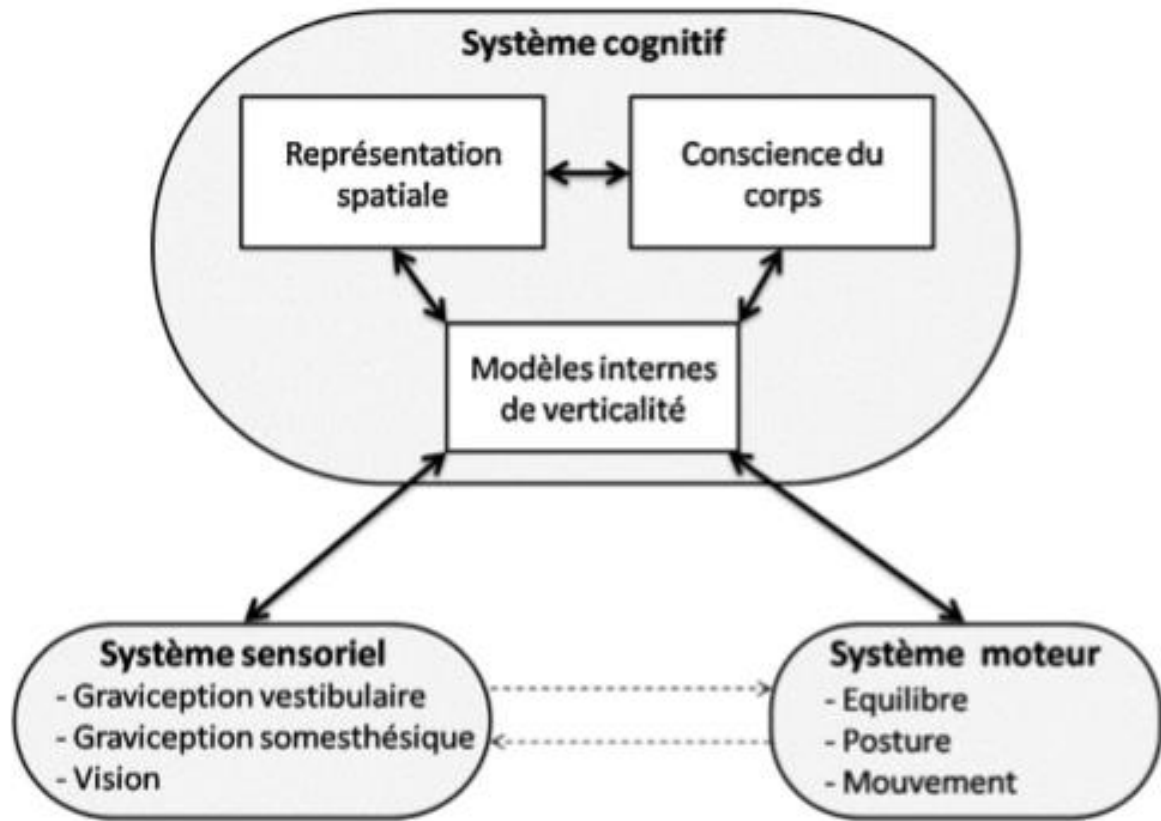 Système cognitif
Représentation
spatiale
Conscience du
corps
Modèles internes
de verticalité
Système sensoriel
- Graviception vestibulaire
- Graviception somesthésique
- Vision
Système moteur
- Equilibre
- Posture
- Mouvement